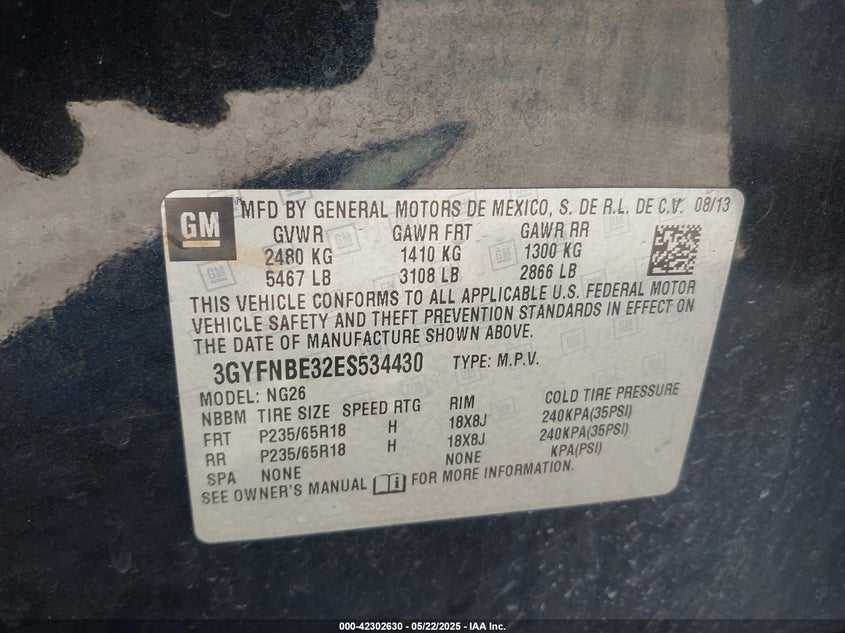 GM
MFD BY GENERAL MOTORS DE MEXICO, S. DE R.L. DE C.V. 08/13
GVWR GAWR FRT GAWR RR
2480 KG 1410 KG 1300 KG
5467 LB 3108 LB 2866 LB
THIS VEHICLE CONFORMS TO ALL APPLICABLE U.S. FEDERAL MOTOR
VEHICLE SAFETY AND THEFT PREVENTION STANDARDS IN EFFECT ON
THE DATE OF MANUFACTURE SHOWN ABOVE.
3GYFNBE32ES534430 TYPE: M.P.V.
MODEL: NG26
NBBM TIRE SIZE SPEED RTG RIM COLD TIRE PRESSURE
FRT P235/65R18 H 18X8J 240KPA(35PSI)
RR P235/65R18 H 18X8J 240KPA(35PSI)
SPA NONE NONE KPA(PSI)
SEE OWNER'S MANUAL i FOR MORE INFORMATION.
000-42302630 - 05/22/2025 - IAA Inc.